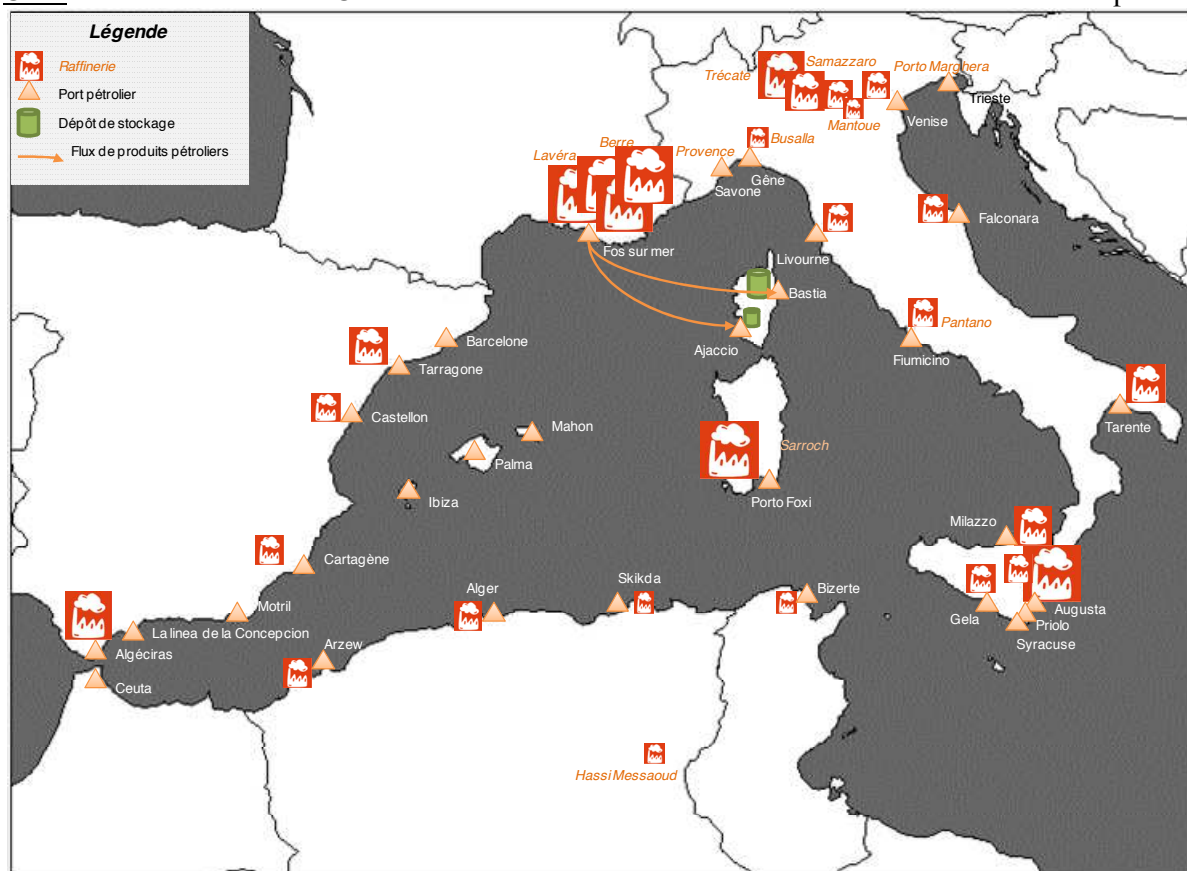 Légende
Raffinerie
Port pétrolier
Dépôt de stockage
Flux de produits pétroliers
Trécate
Samazzaro
Porto Marghera
Trieste
Venise
Mantoue
Busalla
Berre
Provence
Lavéra
Gêne
Savone
Falconara
Fos sur mer
Livourne
Bastia
Ajaccio
Pantano
Fiumicino
Barcelone
Tarragone
Castellon
Tarente
Mahon
Palma
Ibiza
Sarroch
Porto Foxi
Milazzo
Cartagène
Alger
Skikda
Bizerte
Motril
Gela
Augusta
Priolo
Syracuse
La linea de la Concepcion
Arzew
Algéciras
Ceuta
Hassi Messaoud